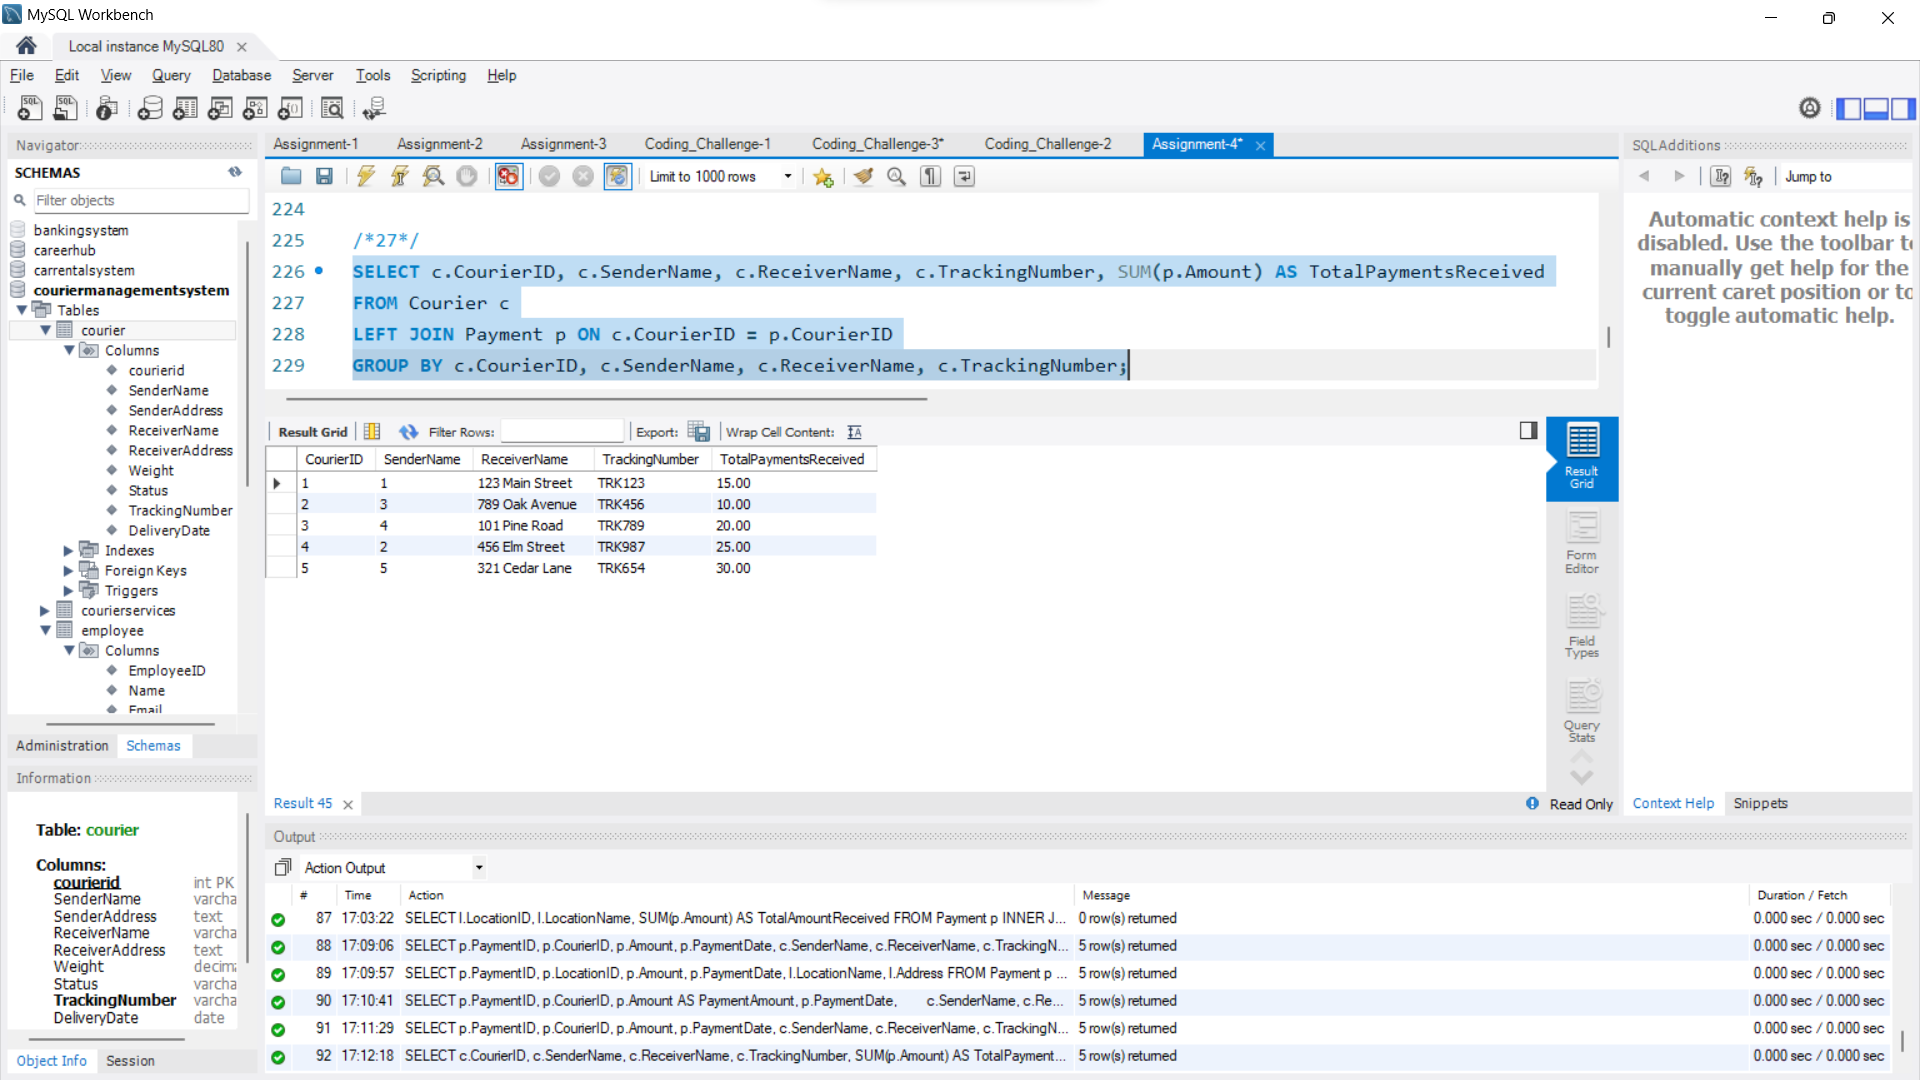 MySQL Workbench
Local instance MySQL80
File Edit View Query Database Server Tools Scripting Help
Navigator
SCHEMAS
Filter objects
bankingsystem
careerhub
carrentalsystem
couriermanagementsystem
Tables
courier
Columns
courierid
SenderName
SenderAddress
ReceiverName
ReceiverAddress
Weight
Status
TrackingNumber
DeliveryDate
Indexes
Foreign Keys
Triggers
courierservices
employee
Columns
EmployeeID
Name
Email
Administration Schemas
Information
Table: courier
Columns:
courierid int PK
SenderName varcha
SenderAddress text
ReceiverName varcha
ReceiverAddress text
Weight decim
Status varcha
TrackingNumber varcha
DeliveryDate date
Object Info Session
Assignment-1 Assignment-2 Assignment-3 Coding_Challenge-1 Coding_Challenge-3* Coding_Challenge-2 Assignment-4*
Limit to 1000 rows
224
225 /*27*/
226 SELECT c.CourierID, c.SenderName, c.ReceiverName, c.TrackingNumber, SUM(p.Amount) AS TotalPaymentsReceived
227 FROM Courier c
228 LEFT JOIN Payment p ON c.CourierID = p.CourierID
229 GROUP BY c.CourierID, c.SenderName, c.ReceiverName, c.TrackingNumber;
Result Grid Filter Rows: Export: Wrap Cell Content:
CourierID SenderName ReceiverName TrackingNumber TotalPaymentsReceived
1 1 123 Main Street TRK123 15.00
2 3 789 Oak Avenue TRK456 10.00
3 4 101 Pine Road TRK789 20.00
4 2 456 Elm Street TRK987 25.00
5 5 321 Cedar Lane TRK654 30.00
Result Grid
Form Editor
Field Types
Query Stats
Result 45
Read Only
SQLAdditions
Jump to
Automatic context help is
disabled. Use the toolbar to
manually get help for the
current caret position or to
toggle automatic help.
Context Help Snippets
Output
Action Output
# Time Action Message Duration / Fetch
87 17:03:22 SELECT l.LocationID, l.LocationName, SUM(p.Amount) AS TotalAmountReceived FROM Payment p INNER J... 0 row(s) returned 0.000 sec / 0.000 sec
88 17:09:06 SELECT p.PaymentID, p.CourierID, p.Amount, p.PaymentDate, c.SenderName, c.ReceiverName, c.TrackingN... 5 row(s) returned 0.000 sec / 0.000 sec
89 17:09:57 SELECT p.PaymentID, p.LocationID, p.Amount, p.PaymentDate, l.LocationName, l.Address FROM Payment p ... 5 row(s) returned 0.000 sec / 0.000 sec
90 17:10:41 SELECT p.PaymentID, p.CourierID, p.Amount AS PaymentAmount, p.PaymentDate, c.SenderName, c.Re... 5 row(s) returned 0.000 sec / 0.000 sec
91 17:11:29 SELECT p.PaymentID, p.CourierID, p.Amount, p.PaymentDate, c.SenderName, c.ReceiverName, c.TrackingN... 5 row(s) returned 0.000 sec / 0.000 sec
92 17:12:18 SELECT c.CourierID, c.SenderName, c.ReceiverName, c.TrackingNumber, SUM(p.Amount) AS TotalPayment... 5 row(s) returned 0.000 sec / 0.000 sec